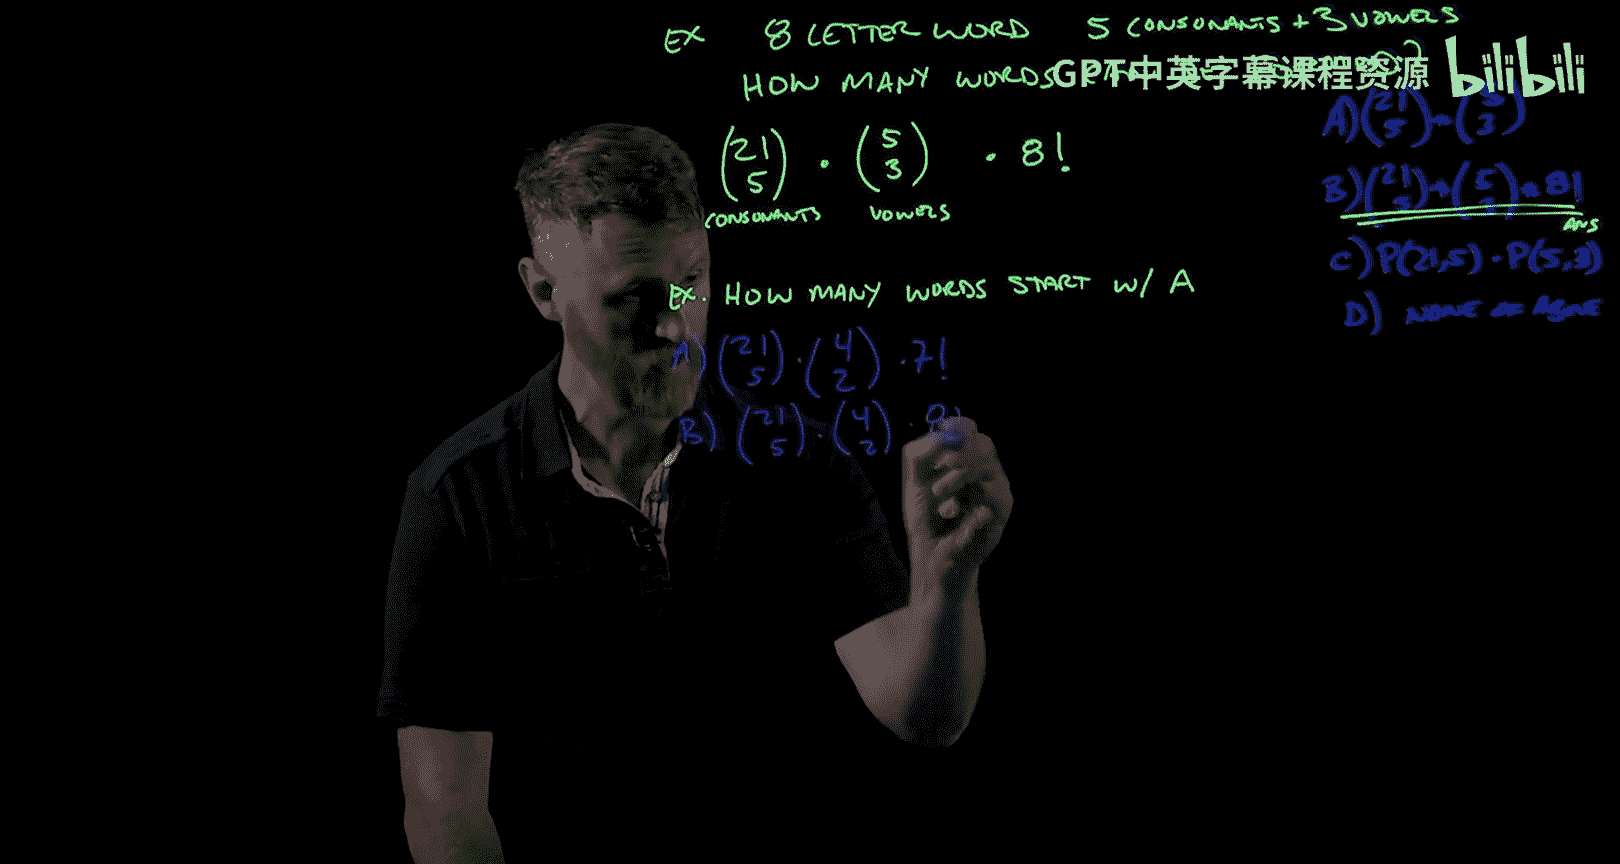 EX 8 LETTER WORD 5 CONSONANTS + 3 VOWELS
HOW MANY WORDS
GPT中英字幕课程资源 bilibili
A) (21 5) * (5 3)
(21 5) · (5 3) · 8!
CONSONANTS VOWELS
B) (21 5) * (5 3) * 8!
ANS
C) P(21,5) · P(5,3)
EX. HOW MANY WORDS START W/ A
D) NONE OF ABOVE
A) (21 5) · (4 2) · 7!
B) (21 5) · (4 2) ·